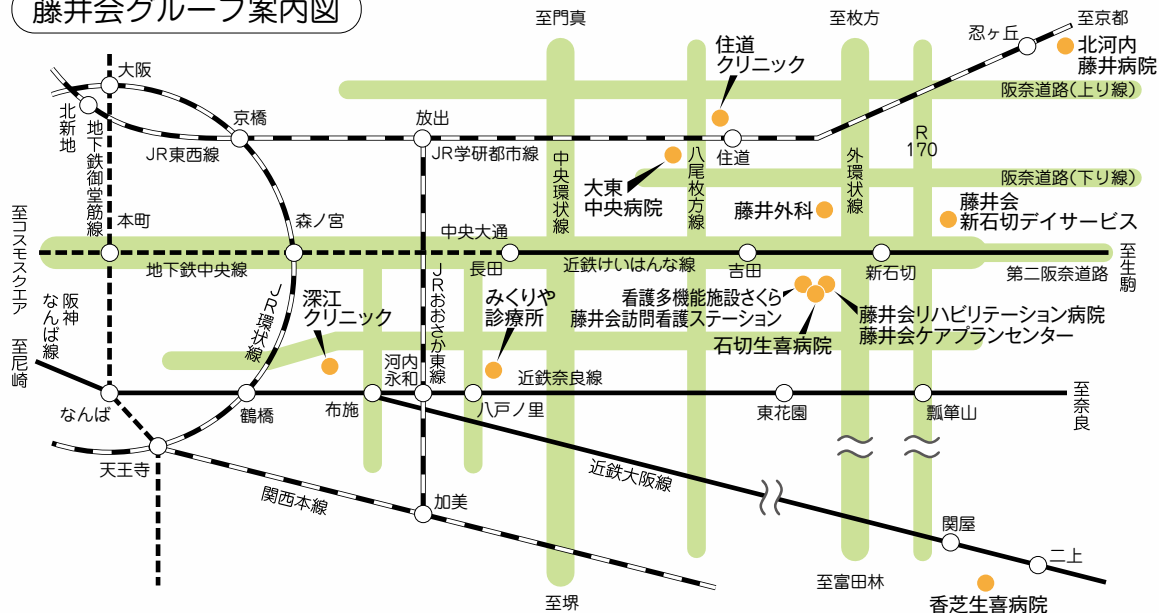 藤井会グループ案内図
至門真
至枚方
至京都
忍ヶ丘
北河内
藤井病院
住道
クリニック
大阪
北新地
地下鉄御堂筋線
京橋
放出
JR東西線
JR学研都市線
住道
阪奈道路(上り線)
R
170
中央環状線
八尾枚方線
外環状線
大東
中央病院
阪奈道路(下り線)
藤井外科
藤井会
新石切デイサービス
至コスモスクエア
本町
森ノ宮
中央大通
地下鉄中央線
長田
近鉄けいはんな線
吉田
新石切
第二阪奈道路
至生駒
阪神
なんば線
至尼崎
JR環状線
深江
クリニック
JRおおさか東線
みくりや
診療所
看護多機能施設さくら
藤井会訪問看護ステーション
石切生喜病院
藤井会リハビリテーション病院
藤井会ケアプランセンター
河内
永和
近鉄奈良線
なんば
鶴橋
布施
八戸ノ里
東花園
瓢箪山
至奈良
天王寺
関西本線
加美
近鉄大阪線
関屋
二上
至堺
至富田林
香芝生喜病院